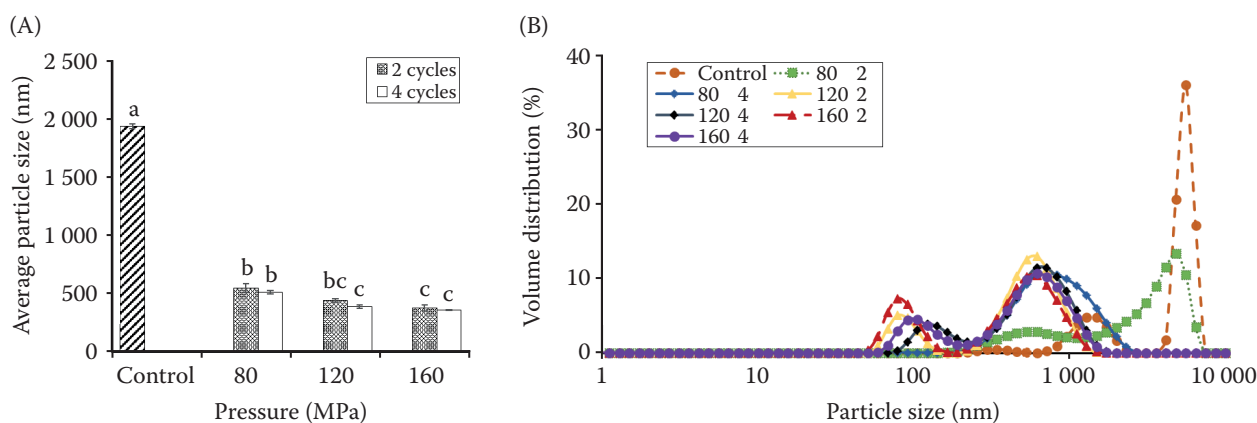 (A)
Average particle size (nm)
2 500
2 000
1 500
1 000
500
0
2 cycles
4 cycles
a
b
b
bc
c
c
c
Control
80
120
160
Pressure (MPa)
(B)
Volume distribution (%)
40
30
20
10
0
Control
80 2
80 4
120 2
120 4
160 2
160 4
1
10
100
1 000
10 000
Particle size (nm)